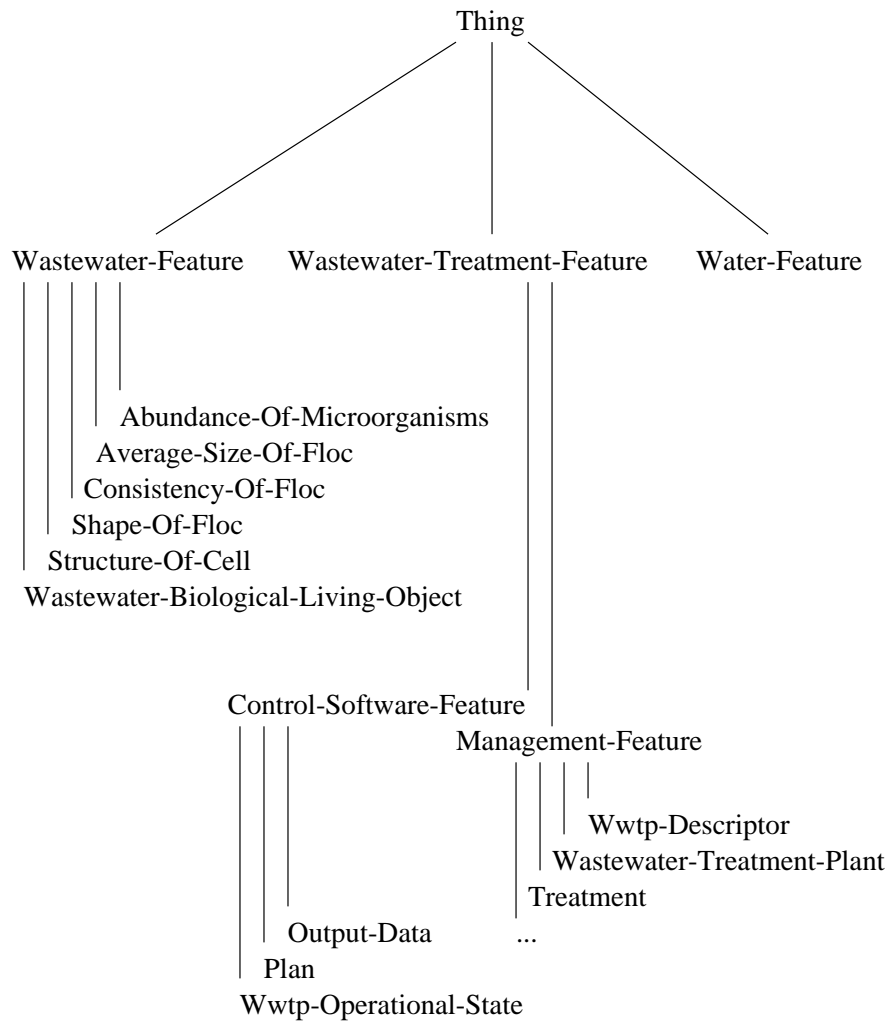 Thing
Wastewater-Feature Wastewater-Treatment-Feature Water-Feature
Abundance-Of-Microorganisms
Average-Size-Of-Floc
Consistency-Of-Floc
Shape-Of-Floc
Structure-Of-Cell
Wastewater-Biological-Living-Object
Control-Software-Feature
Management-Feature
Wwtp-Descriptor
Wastewater-Treatment-Plant
Treatment
Output-Data ...
Plan
Wwtp-Operational-State